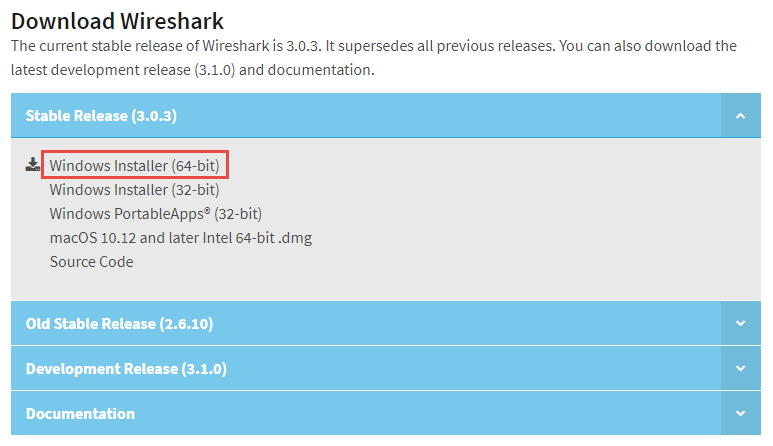 Download Wireshark
The current stable release of Wireshark is 3.0.3. It supersedes all previous releases. You can also download the
latest development release (3.1.0) and documentation.
Stable Release (3.0.3)
Windows Installer (64-bit)
Windows Installer (32-bit)
Windows PortableApps® (32-bit)
macOS 10.12 and later Intel 64-bit .dmg
Source Code
Old Stable Release (2.6.10)
Development Release (3.1.0)
Documentation